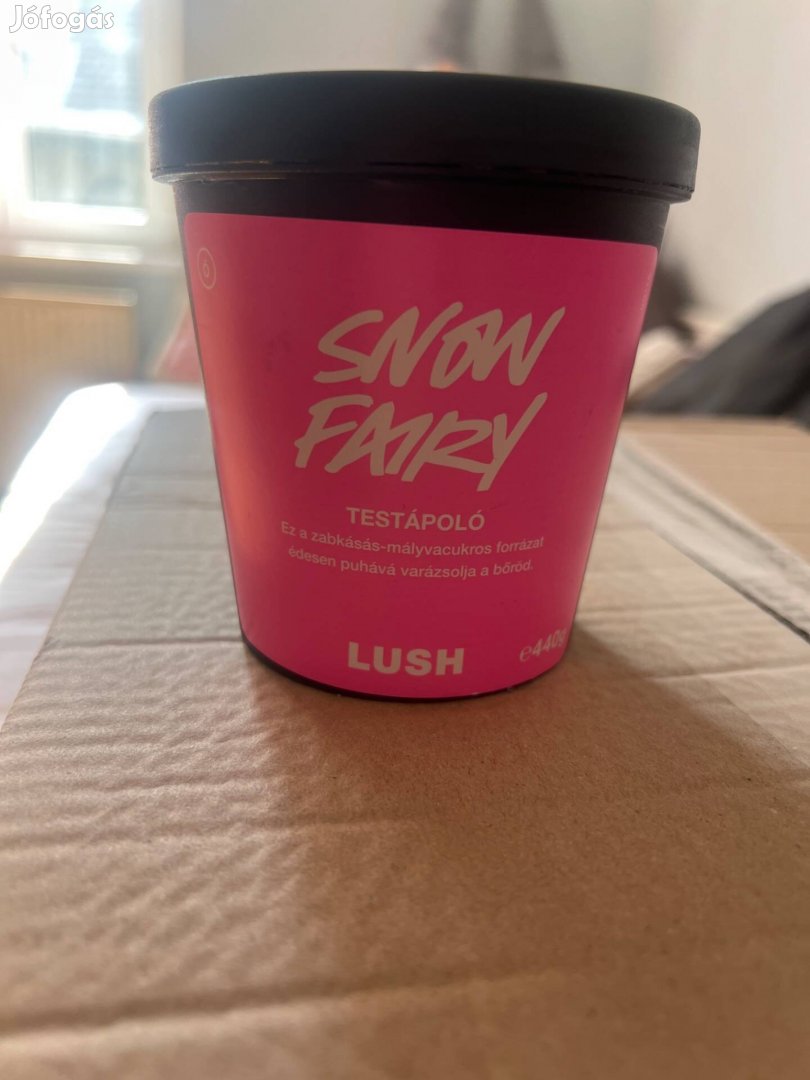 Jófogás
SNOW
FAIRY
TESTÁPOLÓ
Ez a zabkásás-mályvacukros forrázat
édesen puhává varázsolja a bőröd.
LUSH
℮440g